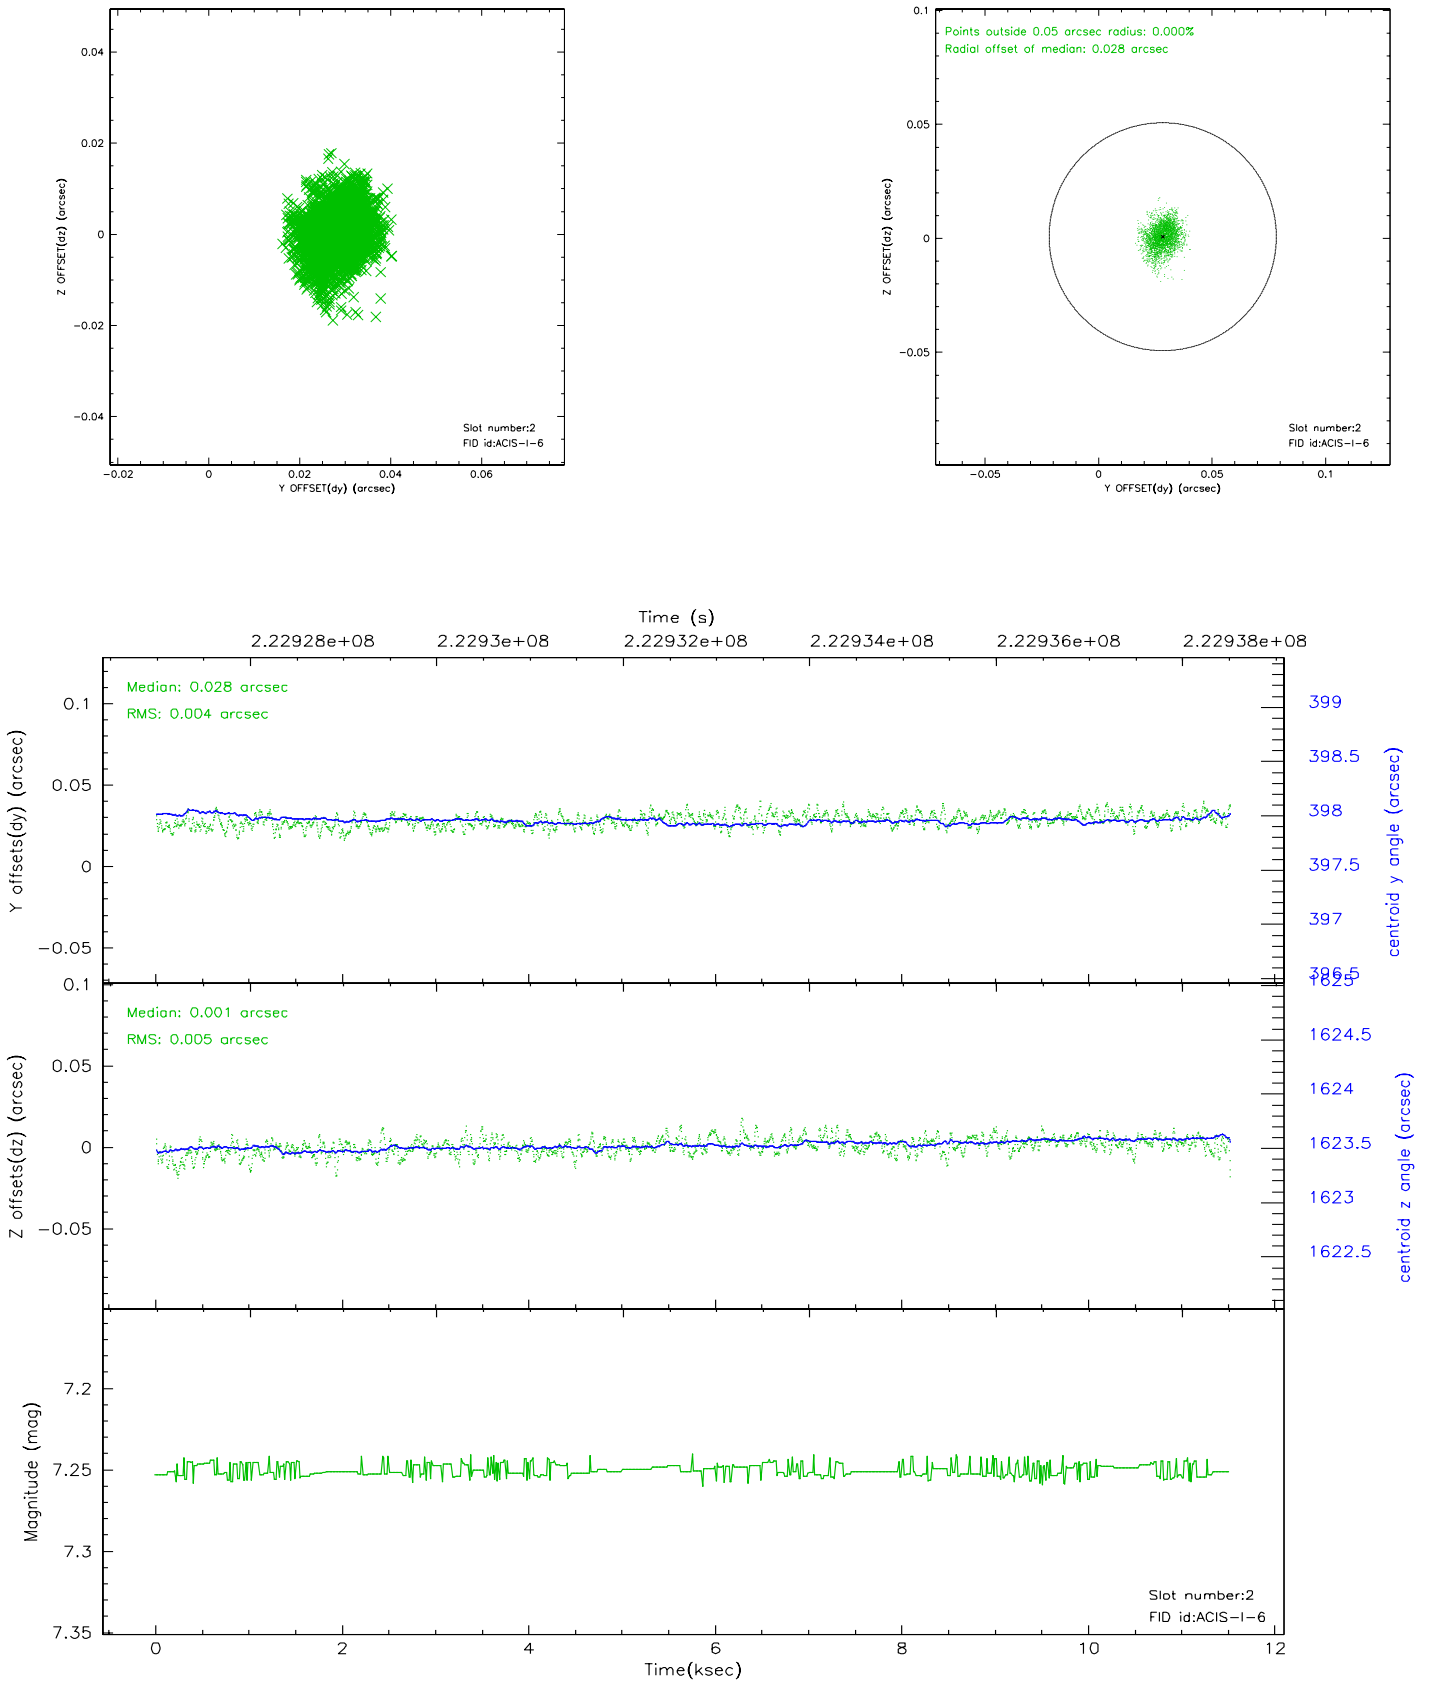 0.04
0.02
0
−0.02
−0.04
Z OFFSET(dz) (arcsec)
Slot number:2
FID id:ACIS−I−6
−0.02
0
0.02
0.04
0.06
Y OFFSET(dy) (arcsec)
0.1
0.05
0
−0.05
Z OFFSET(dz) (arcsec)
Points outside 0.05 arcsec radius: 0.000%
Radial offset of median: 0.028 arcsec
Slot number:2
FID id:ACIS−I−6
−0.05
0
0.05
0.1
Y OFFSET(dy) (arcsec)
Time (s)
2.22928e+08
2.2293e+08
2.22932e+08
2.22934e+08
2.22936e+08
2.22938e+08
Median: 0.028 arcsec
RMS: 0.004 arcsec
0.1
0.05
0
−0.05
Y offsets(dy) (arcsec)
399
398.5
398
397.5
397
396.5
centroid y angle (arcsec)
Median: 0.001 arcsec
RMS: 0.005 arcsec
0.1
0.05
0
−0.05
Z offsets(dz) (arcsec)
1625
1624.5
1624
1623.5
1623
1622.5
centroid z angle (arcsec)
7.2
7.25
7.3
7.35
Magnitude (mag)
Slot number:2
FID id:ACIS−I−6
0
2
4
6
8
10
12
Time(ksec)